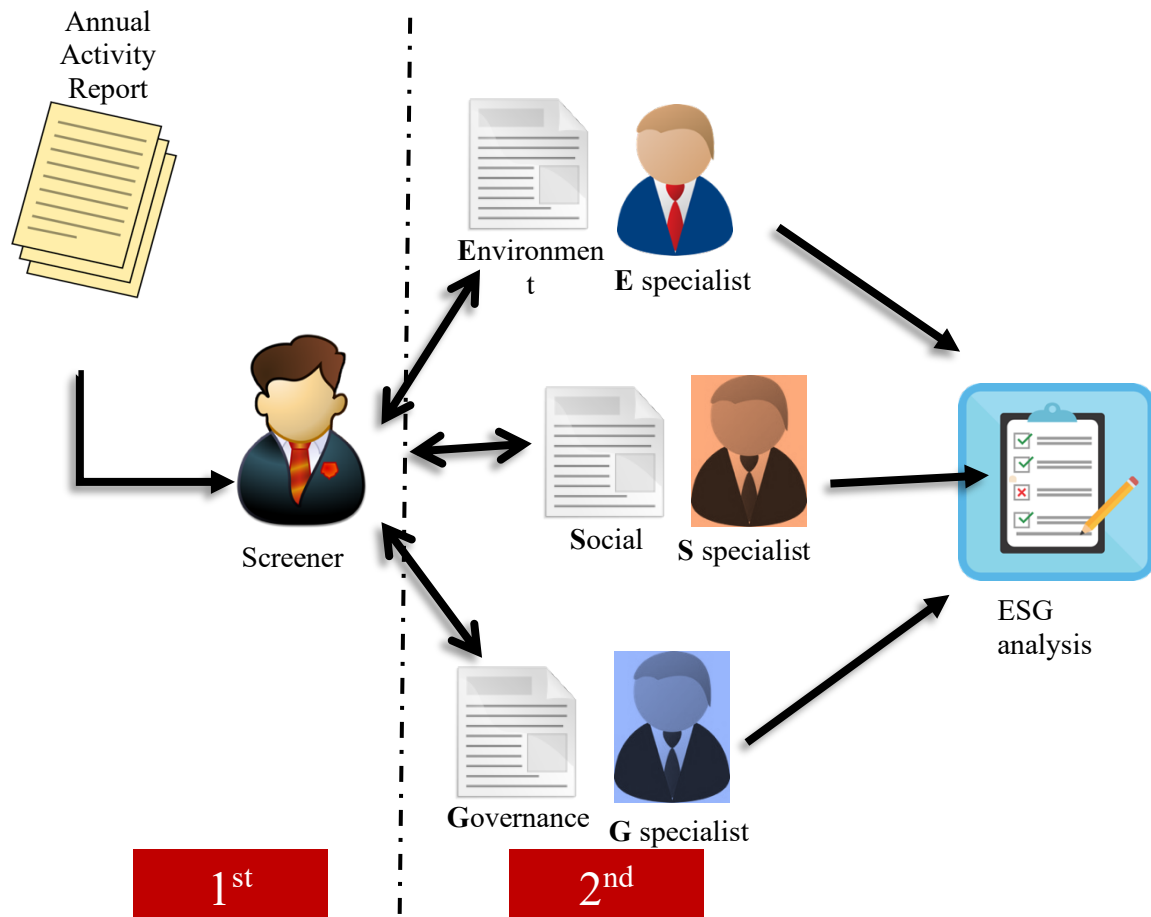 Annual
Activity
Report
Screener
Environmen
t
E specialist
Social
S specialist
Governance
G specialist
ESG
analysis
1st
2nd